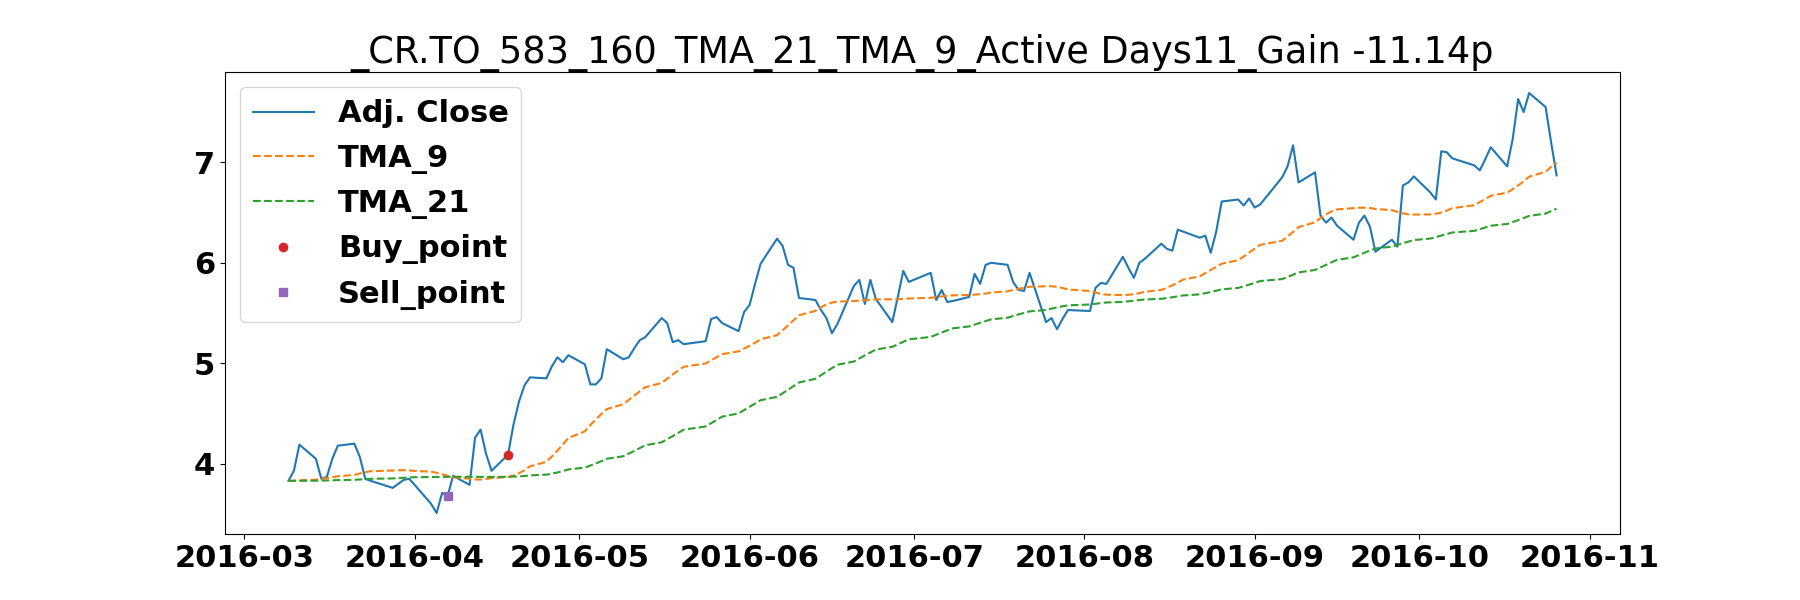 _CR.TO_583_160_TMA_21_TMA_9_Active Days11_Gain -11.14p
Adj. Close
TMA_9
TMA_21
Buy_point
Sell_point
7
6
5
4
2016-03 2016-04 2016-05 2016-06 2016-07 2016-08 2016-09 2016-10 2016-11